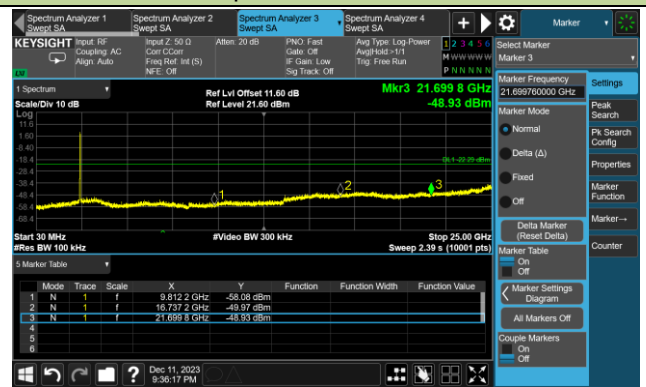 Spectrum Analyzer 1
Swept SA
Spectrum Analyzer 2
Swept SA
Spectrum Analyzer 3
Swept SA
Spectrum Analyzer 4
Swept SA
Marker
KEYSIGHT
Input: RF
Coupling: AC
Align: Auto
Input Z: 50 Ω
Corr CCorr
Freq Ref: Int (S)
NFE: Off
Atten: 20 dB
PNO: Fast
Gate: Off
IF Gain: Low
Sig Track: Off
Avg Type: Log-Power
Avg|Hold:>1/1
Trig: Free Run
1 2 3 4 5 6
M W W W W W
P N N N N N
Select Marker
Marker 3
1 Spectrum
Scale/Div 10 dB
Ref Lvl Offset 11.60 dB
Ref Level 21.60 dBm
Mkr3 21.699 8 GHz
-48.93 dBm
Log
11.6
1.60
-8.40
-18.4
-28.4
-38.4
-48.4
-58.4
-68.4
DL1 -22.29 dBm
1
2
3
Start 30 MHz
#Res BW 100 kHz
#Video BW 300 kHz
Stop 25.00 GHz
Sweep 2.39 s (10001 pts)
5 Marker Table
Mode Trace Scale X Y Function Function Width Function Value
1 N 1 f 9.812 2 GHz -58.08 dBm
2 N 1 f 16.737 2 GHz -49.97 dBm
3 N 1 f 21.699 8 GHz -48.93 dBm
4
5
6
Marker Frequency
21.699760000 GHz
Marker Mode
Normal
Delta (Δ)
Fixed
Off
Delta Marker
(Reset Delta)
Marker Table
On
Off
Marker Settings
Diagram
All Markers Off
Couple Markers
On
Off
Settings
Peak
Search
Pk Search
Config
Properties
Marker
Function
Marker→
Counter
?
Dec 11, 2023
9:36:17 PM